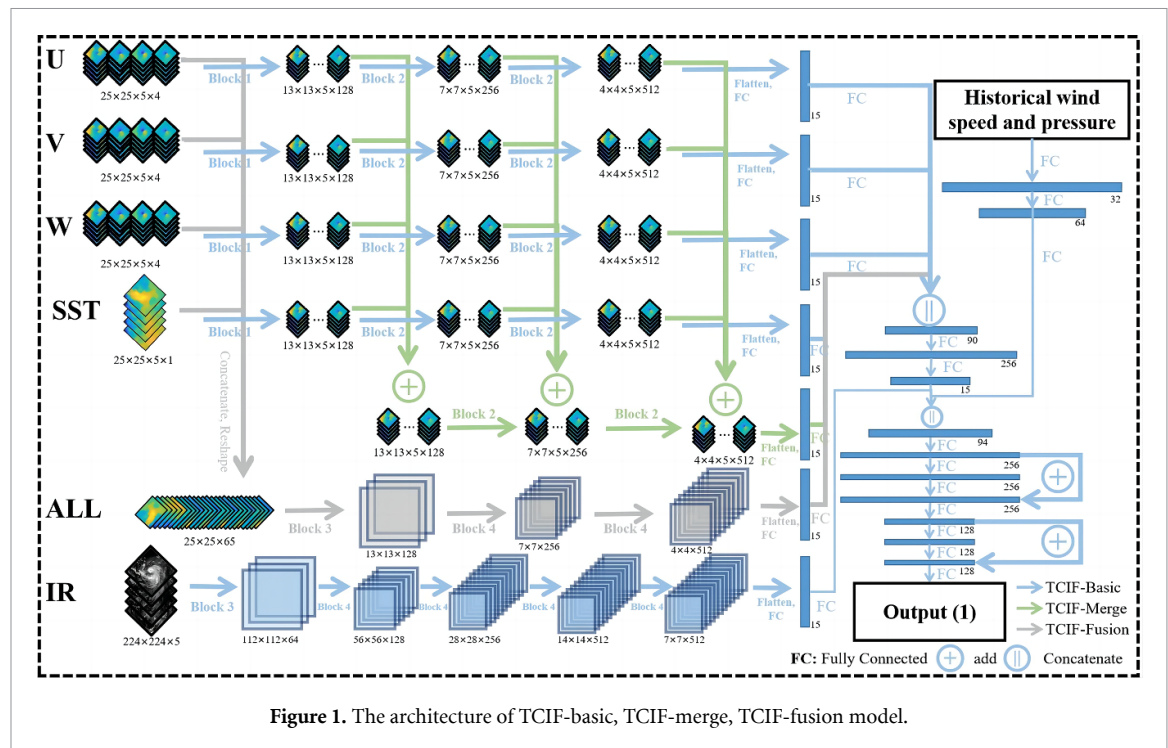 U
25×25×5×4
Block 1
13×13×5×128
Block 2
7×7×5×256
Block 2
4×4×5×512
Flatten,
FC
15
FC
Historical wind
speed and pressure
FC
32
FC
64
FC
V
25×25×5×4
Block 1
13×13×5×128
Block 2
7×7×5×256
Block 2
4×4×5×512
Flatten,
FC
15
FC
W
25×25×5×4
Block 1
13×13×5×128
Block 2
7×7×5×256
Block 2
4×4×5×512
Flatten,
FC
15
FC
SST
25×25×5×1
Block 1
13×13×5×128
Block 2
7×7×5×256
Block 2
4×4×5×512
Flatten,
FC
15
FC
Concatenate, Reshape
13×13×5×128
Block 2
7×7×5×256
Block 2
4×4×5×512
Flatten,
FC
15
FC
ALL
25×25×65
Block 3
13×13×128
Block 4
7×7×256
Block 4
4×4×512
Flatten,
FC
15
FC
IR
224×224×5
Block 3
112×112×64
Block 4
56×56×128
Block 4
28×28×256
Block 4
14×14×512
Block 4
7×7×512
Flatten,
FC
15
FC
90
FC
256
FC
15
94
FC
256
FC
256
FC
256
FC
128
FC
128
FC
128
FC
Output (1)
TCIF-Basic
TCIF-Merge
TCIF-Fusion
FC: Fully Connected add Concatenate
Figure 1. The architecture of TCIF-basic, TCIF-merge, TCIF-fusion model.